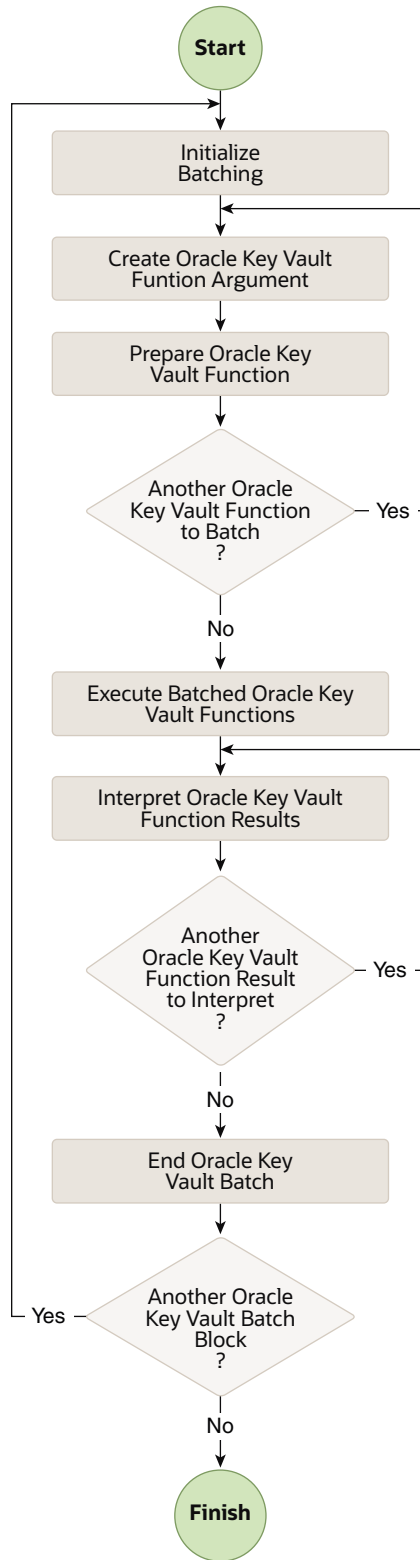 Start
Initialize
Batching
Create Oracle Key Vault
Funtion Argument
Prepare Oracle Key
Vault Function
Another Oracle
Key Vault Function
to Batch
?
Yes
No
Execute Batched Oracle Key
Vault Functions
Interpret Oracle Key Vault
Function Results
Another
Oracle Key Vault
Function Result
to Interpret
?
Yes
No
End Oracle Key
Vault Batch
Another Oracle
Key Vault Batch
Block
?
Yes
No
Finish